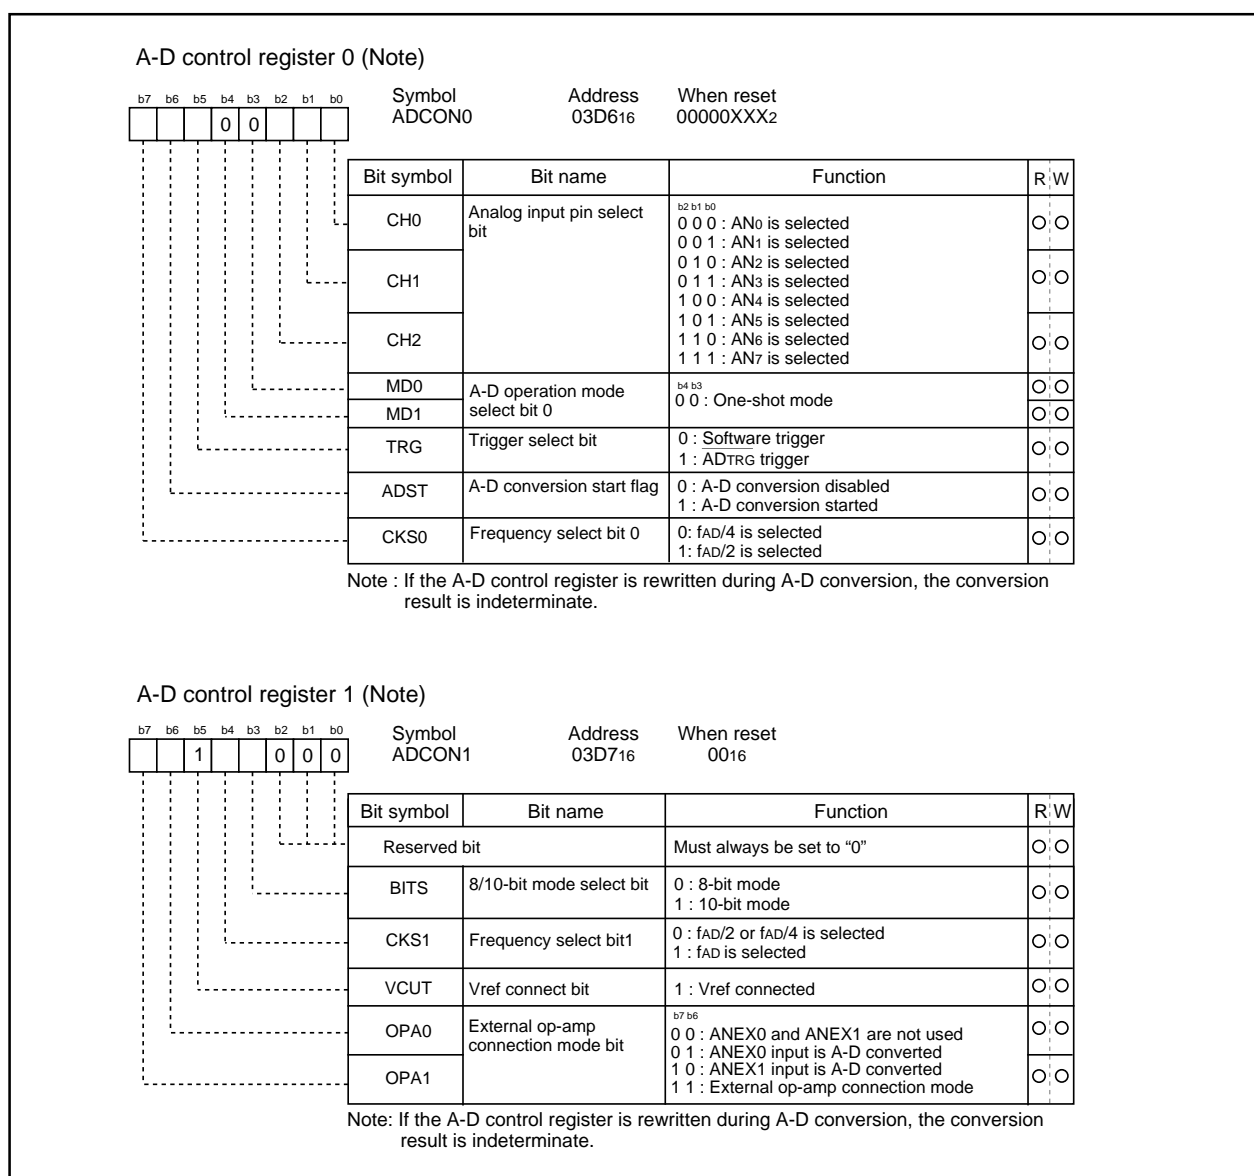 A-D control register 0 (Note)
b7 b6 b5 b4 b3 b2 b1 b0
0 0
Symbol Address When reset
ADCON0 03D616 00000XXX2
Bit symbol Bit name Function R W
CH0 Analog input pin select bit
b2 b1 b0
0 0 0 : AN0 is selected
0 0 1 : AN1 is selected
CH1
0 1 0 : AN2 is selected
0 1 1 : AN3 is selected
1 0 0 : AN4 is selected
CH2
1 0 1 : AN5 is selected
1 1 0 : AN6 is selected
1 1 1 : AN7 is selected
MD0
MD1
A-D operation mode
select bit 0
b4 b3
0 0 : One-shot mode
TRG Trigger select bit
0 : Software trigger
1 : ADTRG trigger
ADST A-D conversion start flag
0 : A-D conversion disabled
1 : A-D conversion started
CKS0 Frequency select bit 0
0: fAD/4 is selected
1: fAD/2 is selected
Note : If the A-D control register is rewritten during A-D conversion, the conversion
result is indeterminate.
A-D control register 1 (Note)
b7 b6 b5 b4 b3 b2 b1 b0
1 0 0 0
Symbol Address When reset
ADCON1 03D716 0016
Bit symbol Bit name Function R W
Reserved bit Must always be set to “0”
BITS 8/10-bit mode select bit
0 : 8-bit mode
1 : 10-bit mode
CKS1 Frequency select bit1
0 : fAD/2 or fAD/4 is selected
1 : fAD is selected
VCUT Vref connect bit 1 : Vref connected
OPA0
OPA1
External op-amp
connection mode bit
b7 b6
0 0 : ANEX0 and ANEX1 are not used
0 1 : ANEX0 input is A-D converted
1 0 : ANEX1 input is A-D converted
1 1 : External op-amp connection mode
Note: If the A-D control register is rewritten during A-D conversion, the conversion
result is indeterminate.